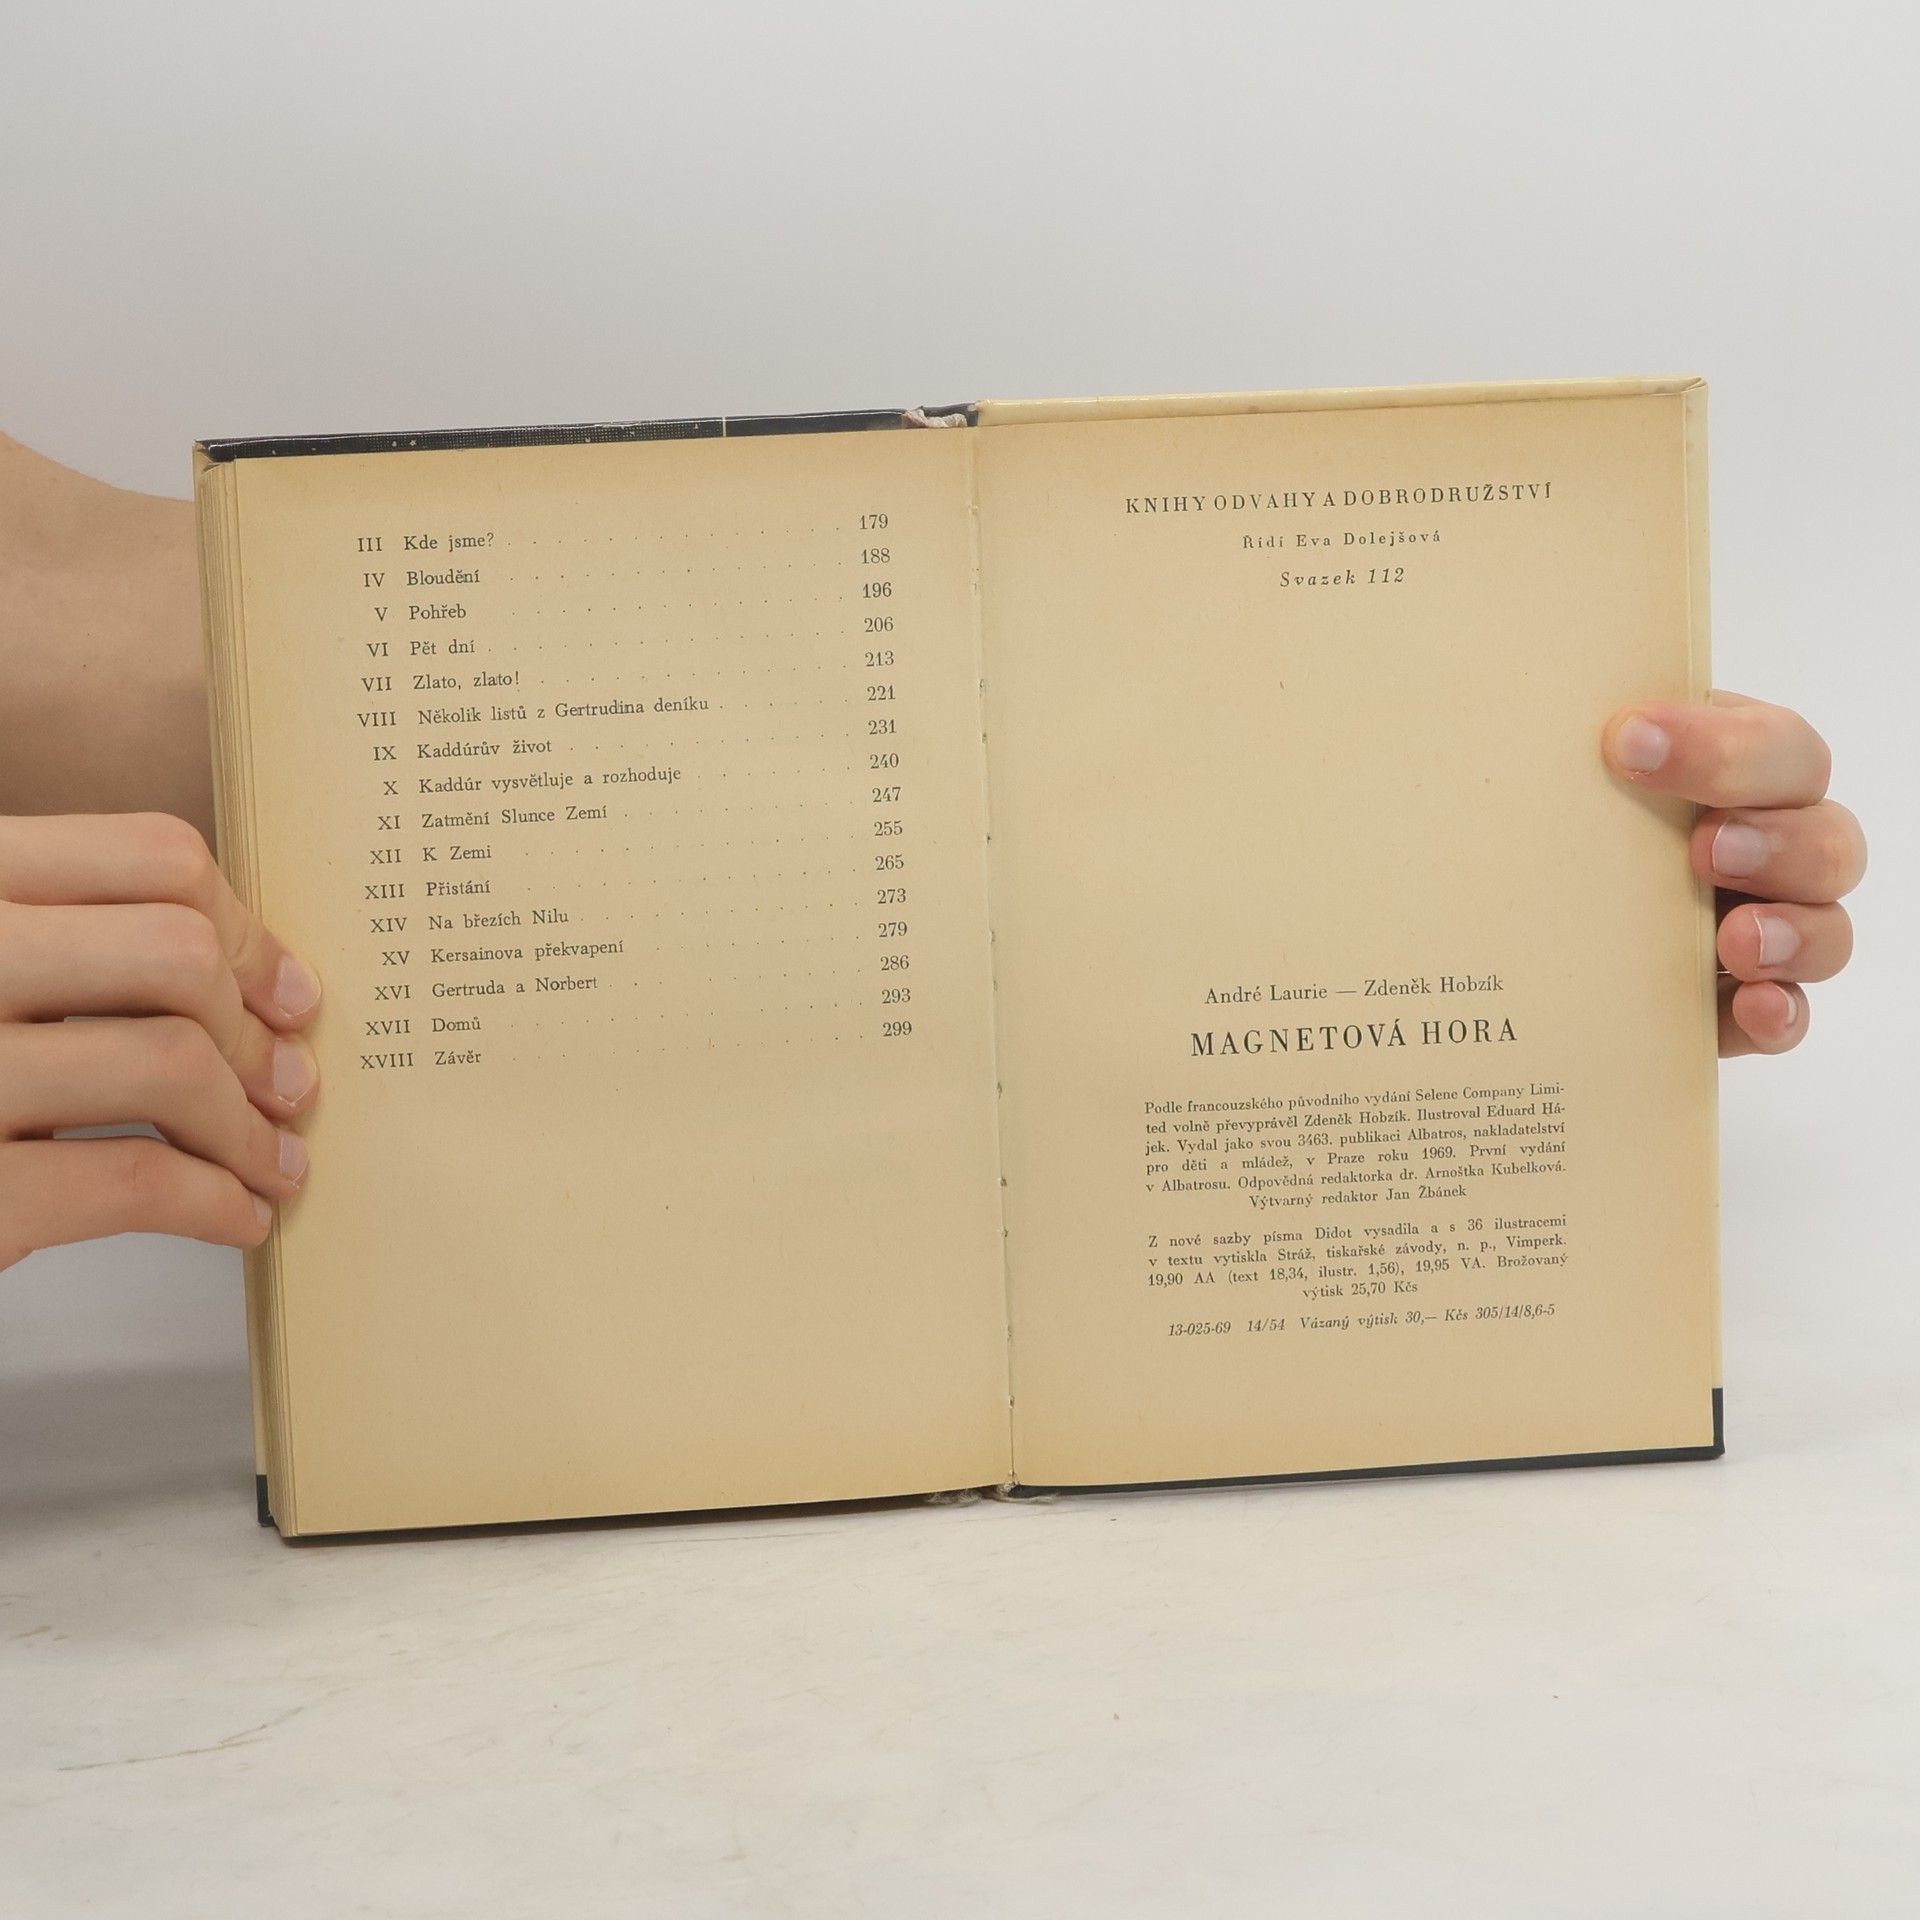 III Kde jsme? . . . . . . . . . . . . 179
IV Bloudění . . . . . . . . . . . . 188
V Pohřeb . . . . . . . . . . . . 196
VI Pět dní . . . . . . . . . . . . 206
VII Zlato, zlato! . . . . . . . . . . . 213
VIII Několik listů z Gertrudina deníku . . . . . . 221
IX Kaddúrův život . . . . . . . . . . 231
X Kaddúr vysvětluje a rozhoduje . . . . . . 240
XI Zatmění Slunce Zemí . . . . . . . . . 247
XII K Zemi . . . . . . . . . . . 255
XIII Přistání . . . . . . . . . . . 265
XIV Na březích Nilu . . . . . . . . . . 273
XV Kersainova překvapení . . . . . . . . 279
XVI Gertruda a Norbert . . . . . . . . . 286
XVII Domů . . . . . . . . . . . 293
XVIII Závěr . . . . . . . . . . . 299
KNIHY ODVAHY A DOBRODRUŽSTVÍ
Řídí Eva Dolejšová
Svazek 112
André Laurie — Zdeněk Hobzík
MAGNETOVÁ HORA
Podle francouzského původního vydání Selene Company Limi-
ted volně převyprávěl Zdeněk Hobzík. Ilustroval Eduard Há-
jek. Vydal jako svou 3463. publikaci Albatros, nakladatelství
pro děti a mládež, v Praze roku 1969. První vydání
v Albatrosu. Odpovědná redaktorka dr. Arnoštka Kubelková.
Výtvarný redaktor Jan Žbánek
Z nové sazby písma Didot vysadila a s 36 ilustracemi
v textu vytiskla Stráž, tiskařské závody, n. p., Vimperk.
19,90 AA (text 18,34, ilustr. 1,56), 19,95 VA. Brožovaný
výtisk 25,70 Kčs
13-025-69 14/54 Vázaný výtisk 30,— Kčs 305/14/8,6-5